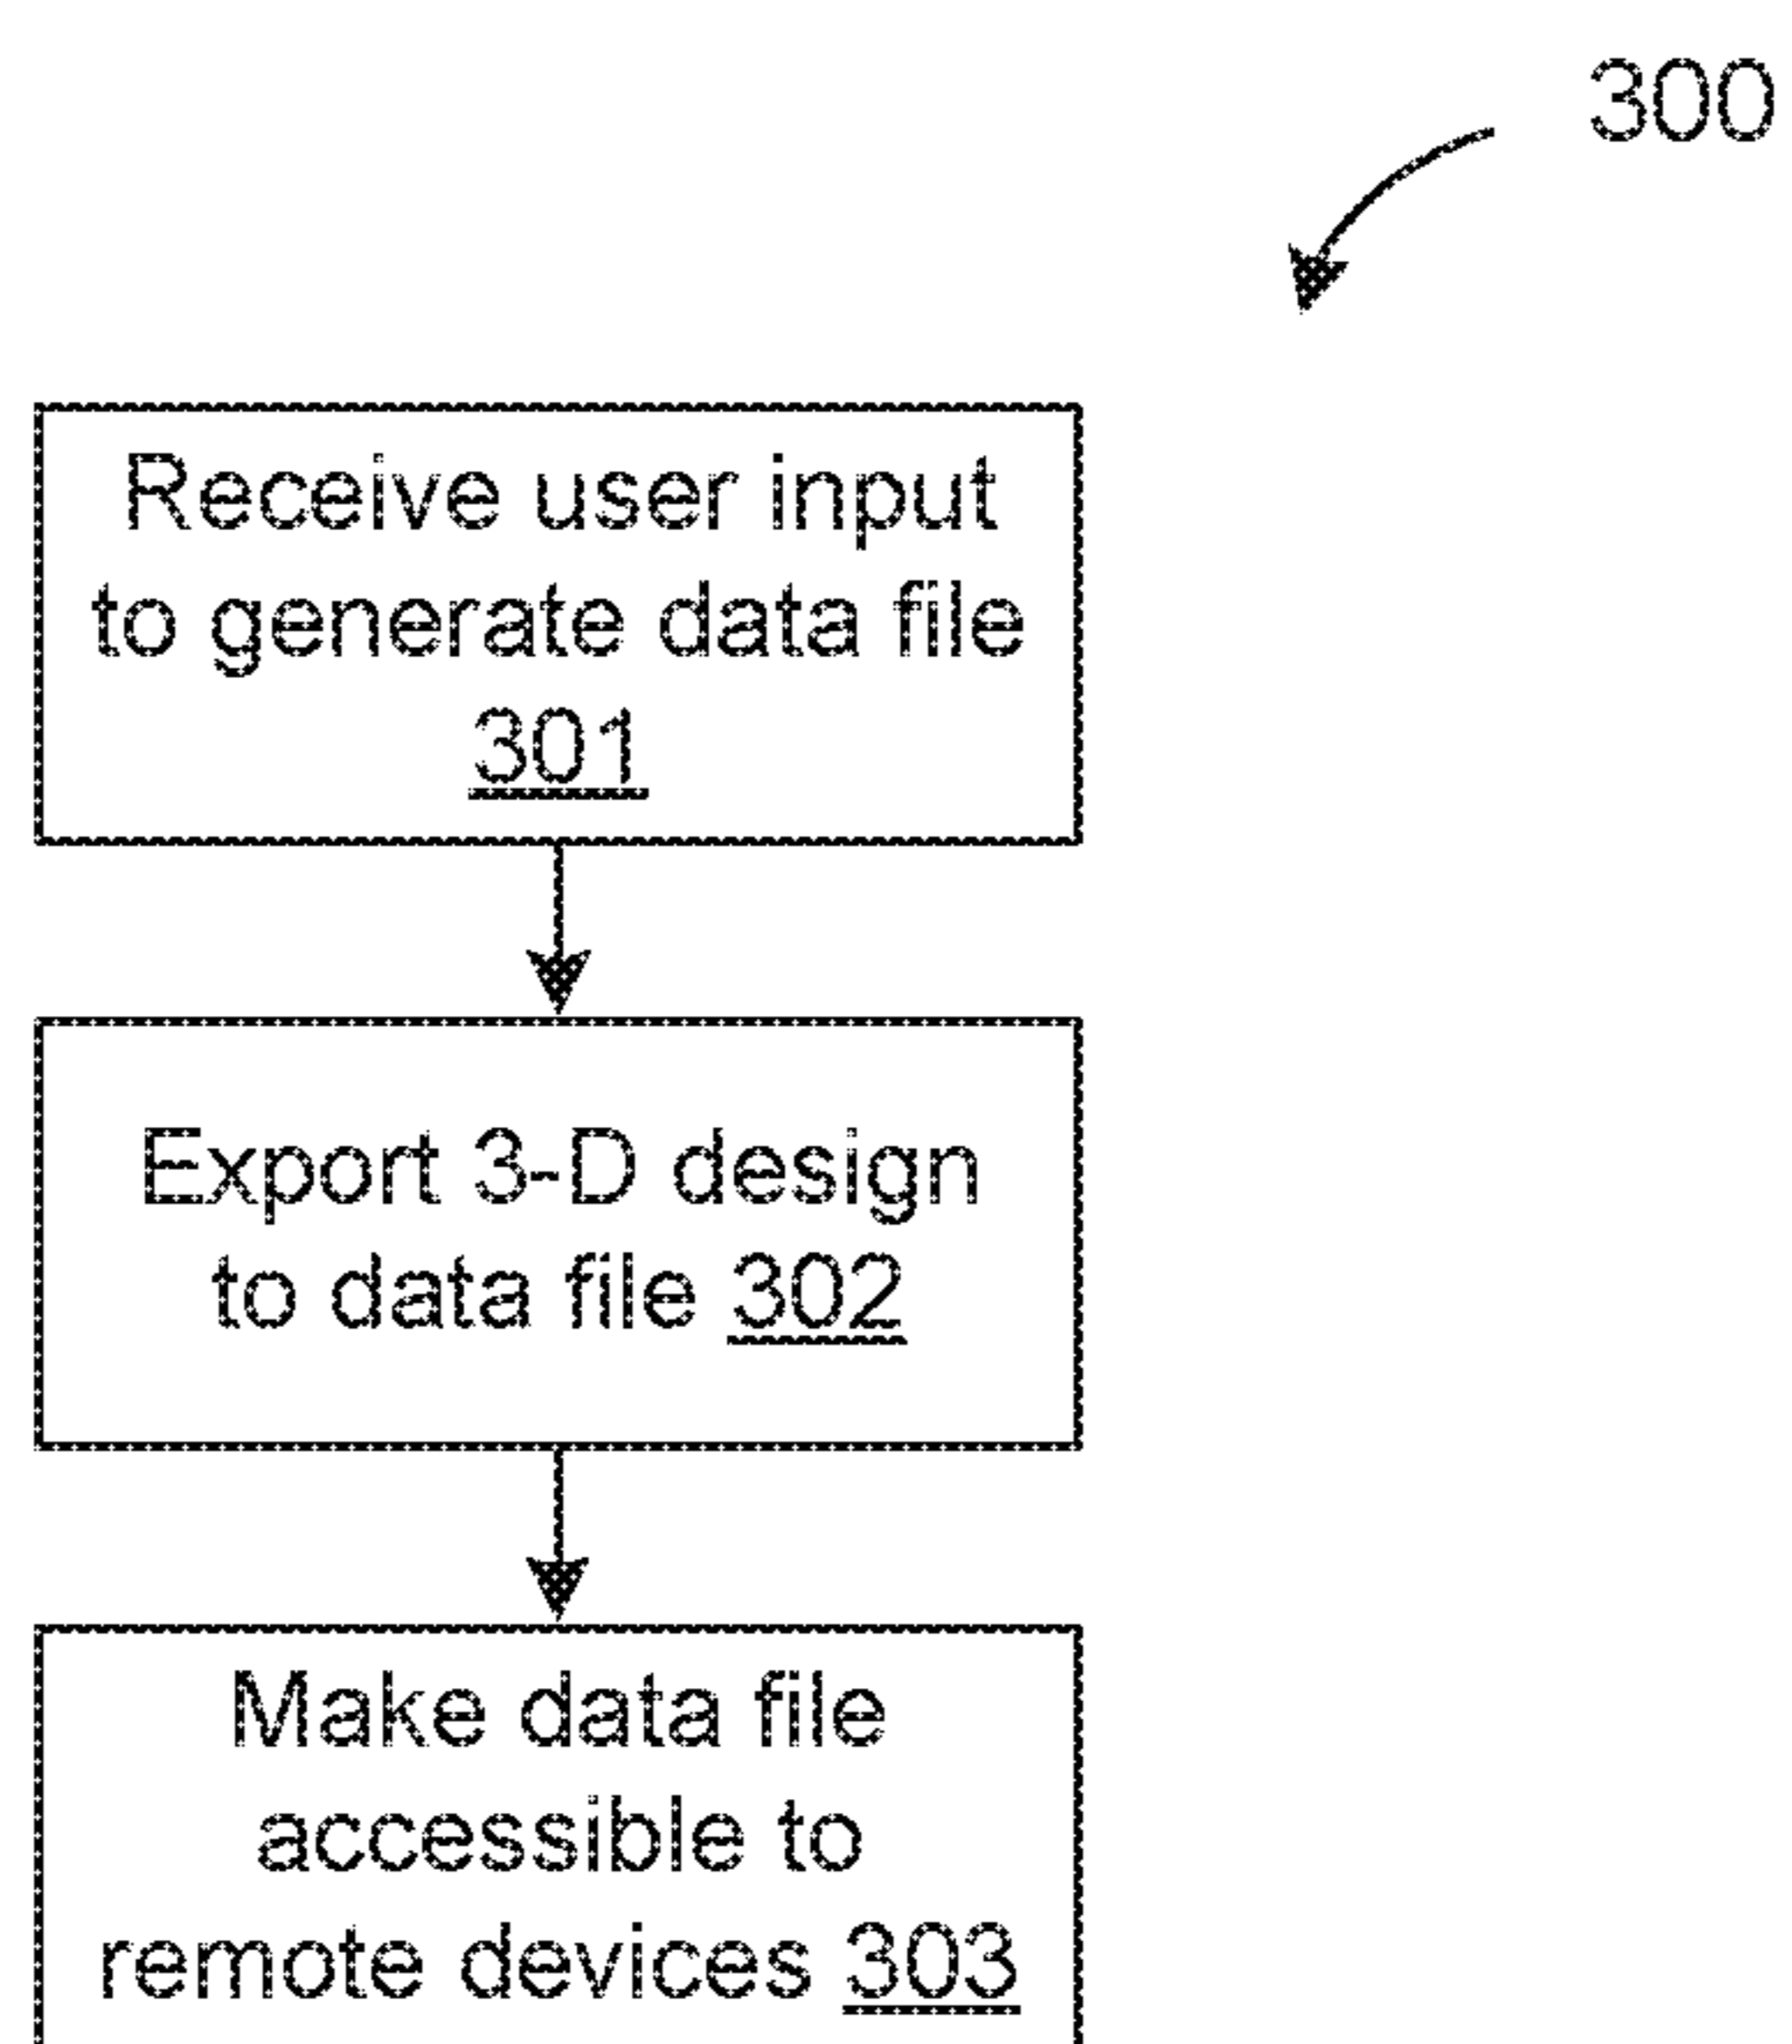 300
Receive user input
to generate data file
301
Export 3-D design
to data file 302
Make data file
accessible to
remote devices 303